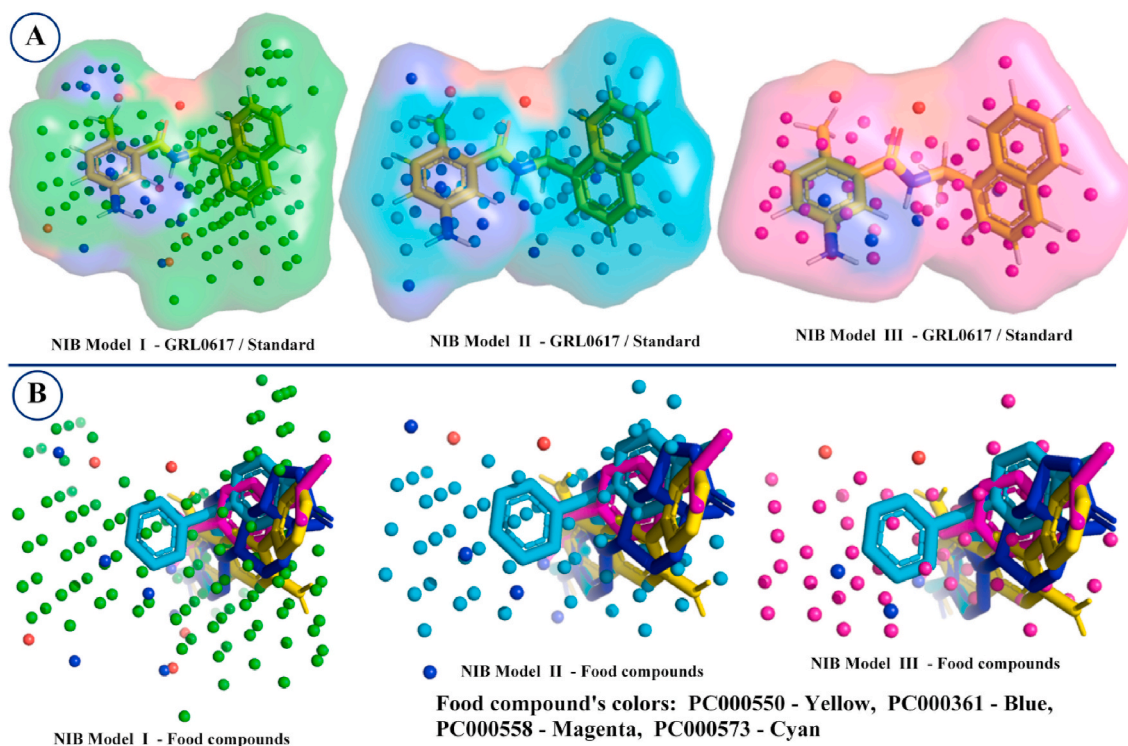 A
NIB Model I - GRL0617 / Standard
NIB Model II - GRL0617 / Standard
NIB Model III - GRL0617 / Standard
B
NIB Model I - Food compounds
NIB Model II - Food compounds
NIB Model III - Food compounds
Food compound's colors: PC000550 - Yellow, PC000361 - Blue,
PC000558 - Magenta, PC000573 - Cyan